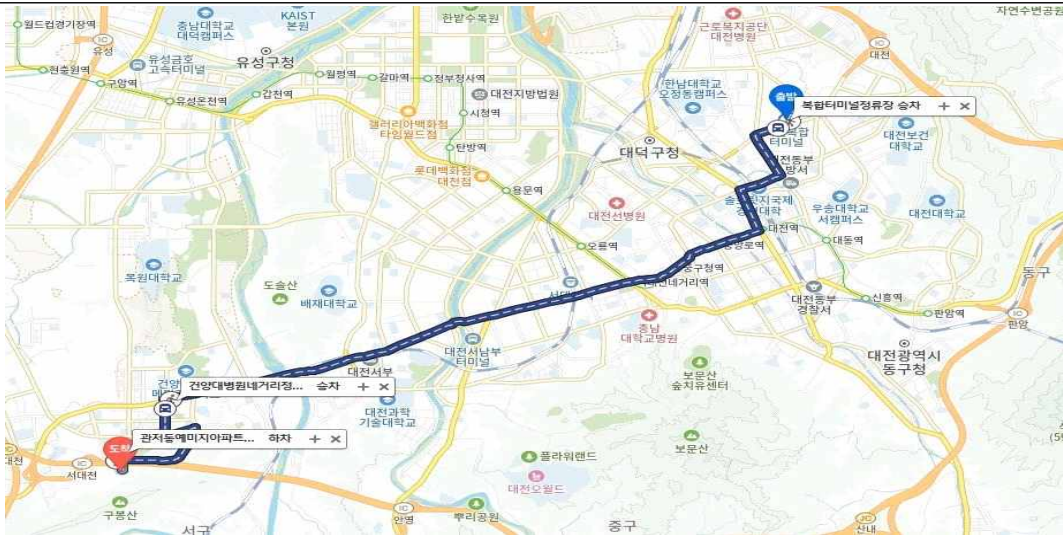 월드컵경기장역
충남대학교
대덕캠퍼스
KAIST
본원
한밭수목원
근로복지공단
대전병원
자연수변공원
IC
유성
유성금호
고속터미널
유성구청
월평역
갈마역
정부청사역
IC
대전
현충원역
구암역
유성온천역
갑천역
대전지방법원
한남대학교
오정동캠퍼스
출발
복합터미널정류장 승차
시청역
갤러리아백화점
타임월드점
터미널
대전보건
대학교
탄방역
대덕구청
롯데백화점
대전점
용문역
대전선병원
우송대학교
서캠퍼스
대전대학교
대전역
대동역
오룡역
목원대학교
중구청역
동구
도솔산
배재대학교
대전동부
경찰서
신흥역
판암역
IC
판암
충남
대학교병원
대전서남부
터미널
대전광역시
동구청
보문산
숲치유센터
대전서부
건양대병원네거리정... 승차
대전과학
기술대학교
관저동예미지아파트... 하차
보문산
플라워랜드
IC
서대전
대전오월드
구봉산
IC
안영
뿌리공원
서구
중구
JC
산내